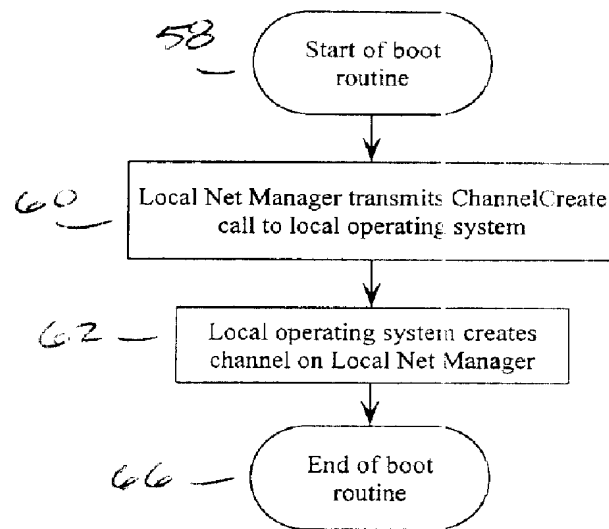 58
Start of boot
routine
60
Local Net Manager transmits ChannelCreate
call to local operating system
62
Local operating system creates
channel on Local Net Manager
66
End of boot
routine